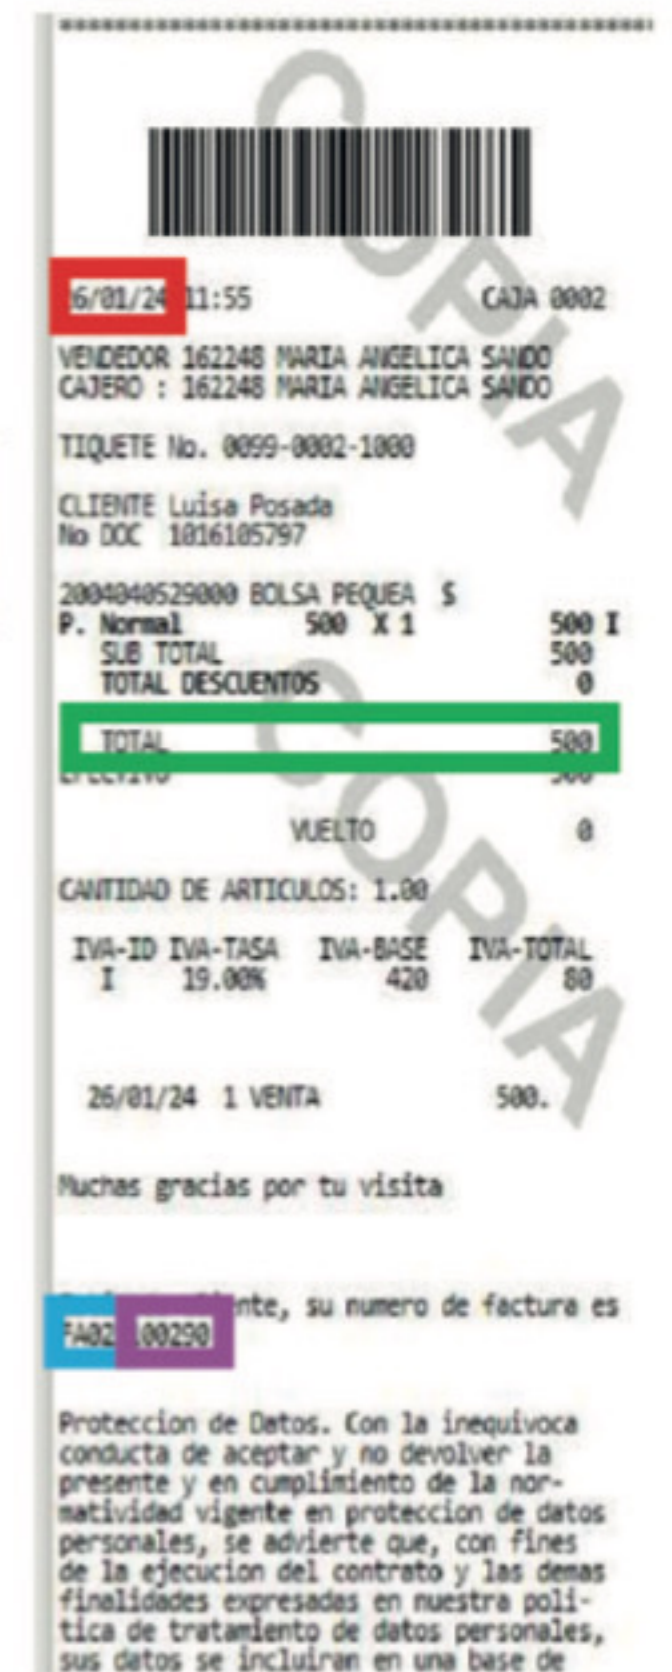 COPIA
6/01/24 11:55 CAJA 0002
VENDEDOR 162248 MARIA ANGELICA SANDO
CAJERO : 162248 MARIA ANGELICA SANDO
TIQUETE No. 0099-0002-1000
CLIENTE Luisa Posada
No DOC 1016105797
2004040529000 BOLSA PEQUEA $
P. Normal 500 X 1 500 I
SUB TOTAL 500
TOTAL DESCUENTOS 0
TOTAL 500
EFECTIVO 500
VUELTO 0
CANTIDAD DE ARTICULOS: 1.00
IVA-ID IVA-TASA IVA-BASE IVA-TOTAL
I 19.00% 420 80
COPIA
26/01/24 1 VENTA 500.
Muchas gracias por tu visita
su numero de factura es
FA02 00290
Proteccion de Datos. Con la inequivoca
conducta de aceptar y no devolver la
presente y en cumplimiento de la nor-
matividad vigente en proteccion de datos
personales, se advierte que, con fines
de la ejecucion del contrato y las demas
finalidades expresadas en nuestra poli-
tica de tratamiento de datos personales,
sus datos se incluiran en una base de